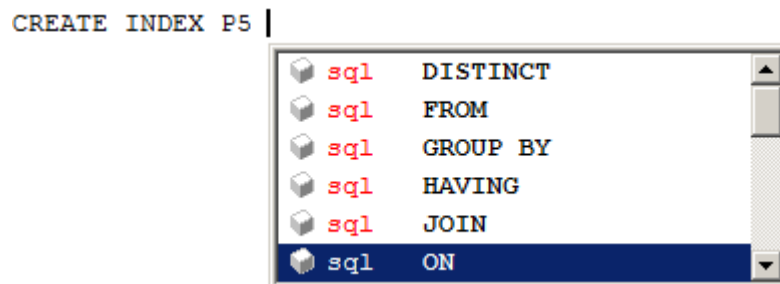 CREATE INDEX P5
sql DISTINCT
sql FROM
sql GROUP BY
sql HAVING
sql JOIN
sql ON